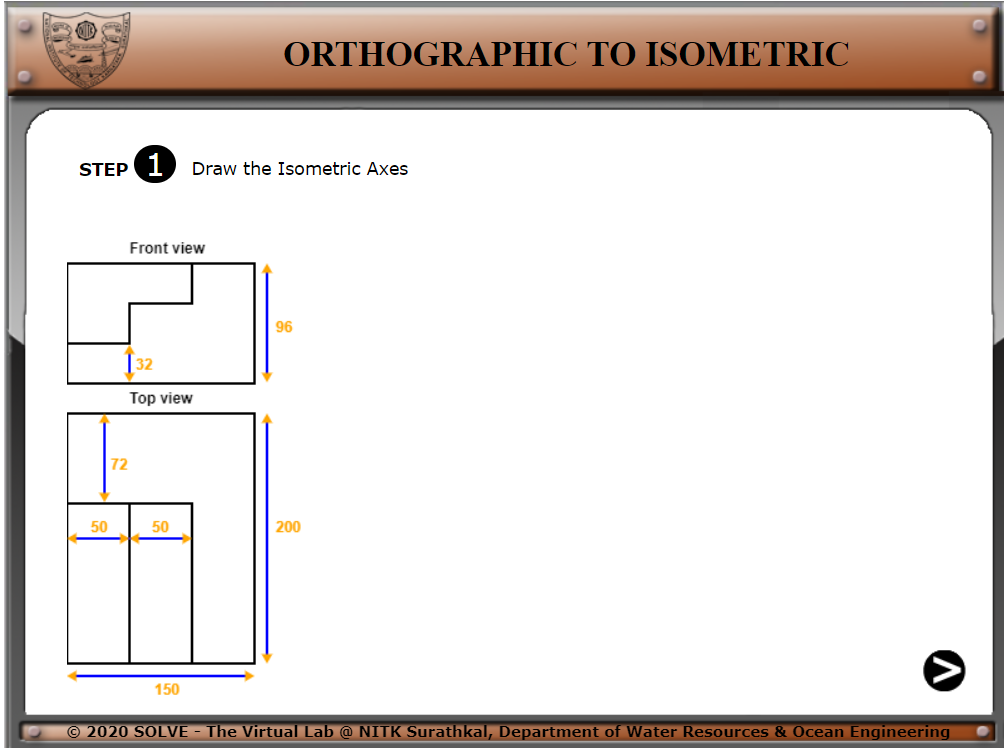 ORTHOGRAPHIC TO ISOMETRIC
STEP 1 Draw the Isometric Axes
Front view
96
32
Top view
72
50 50
200
150
© 2020 SOLVE - The Virtual Lab @ NITK Surathkal, Department of Water Resources & Ocean Engineering